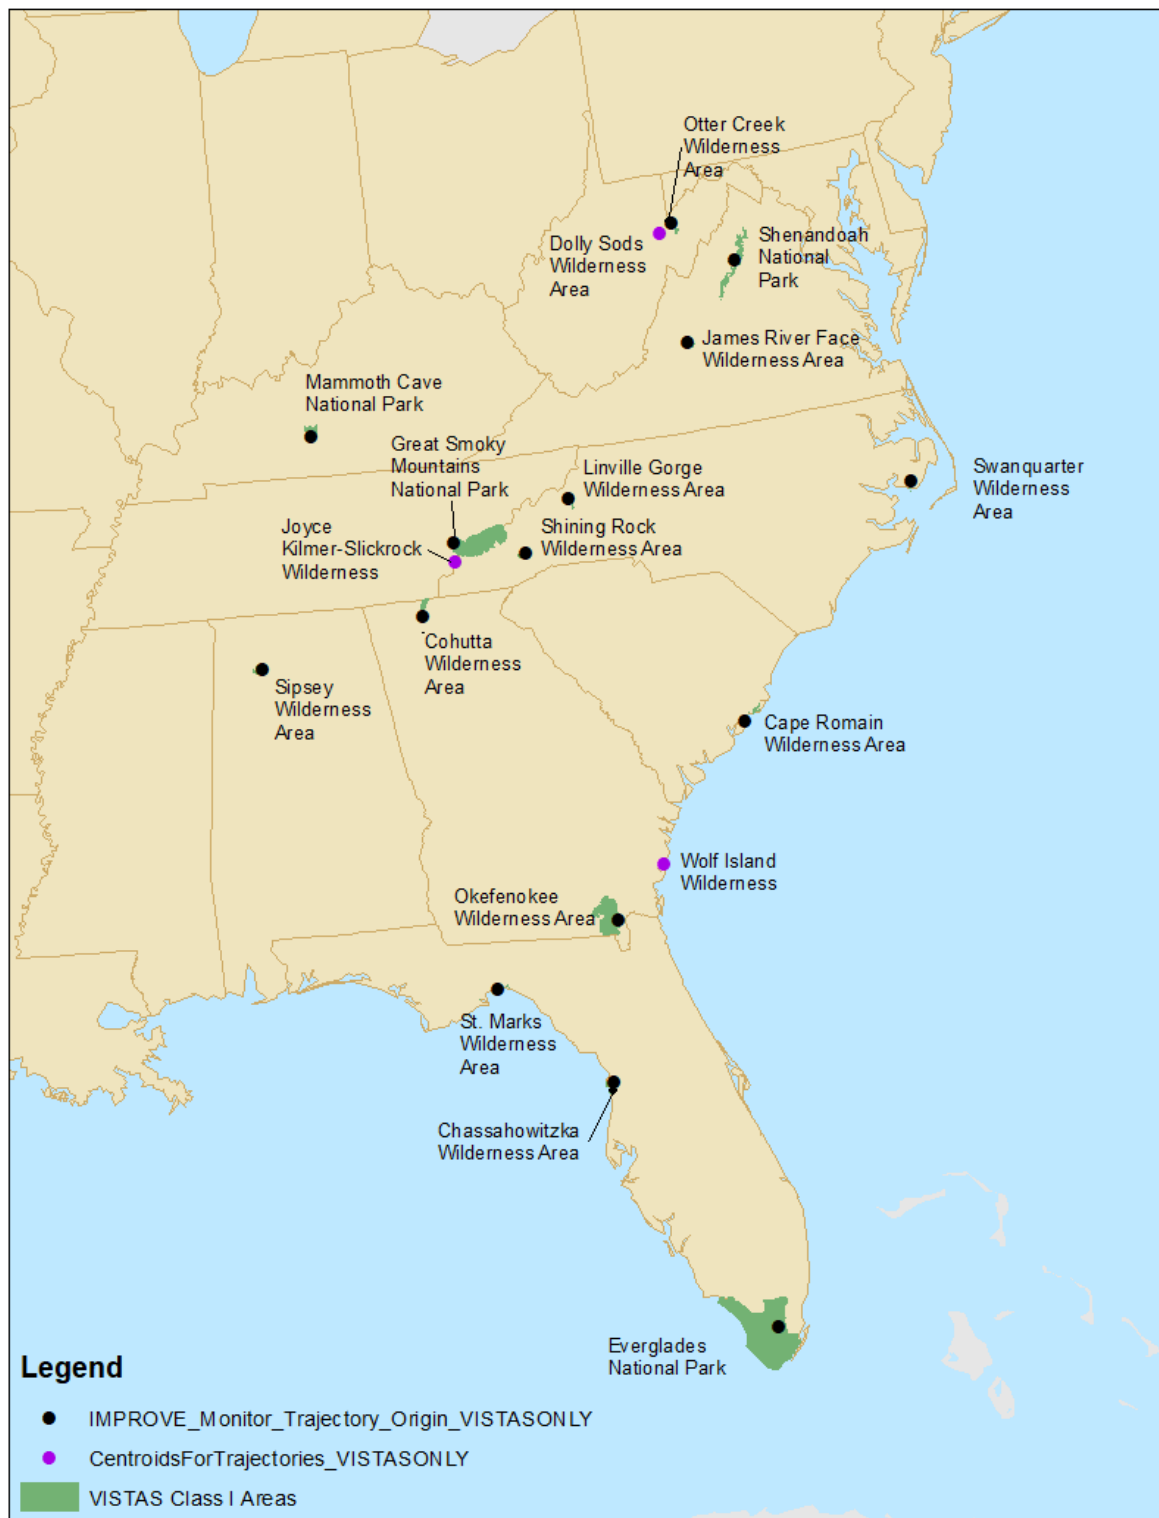 Otter Creek
Wilderness
Area
Dolly Sods
Wilderness
Area
Shenandoah
National
Park
James River Face
Wilderness Area
Mammoth Cave
National Park
Great Smoky
Mountains
National Park
Linville Gorge
Wilderness Area
Swanquarter
Wilderness
Area
Joyce
Kilmer-Slickrock
Wilderness
Shining Rock
Wilderness Area
Cohutta
Wilderness
Area
Sipsey
Wilderness
Area
Cape Romain
Wilderness Area
Wolf Island
Wilderness
Okefenokee
Wilderness Area
St. Marks
Wilderness
Area
Chassahowitzka
Wilderness Area
Everglades
National Park
Legend
IMPROVE_Monitor_Trajectory_Origin_VISTASONLY
CentroidsForTrajectories_VISTASONLY
VISTAS Class I Areas